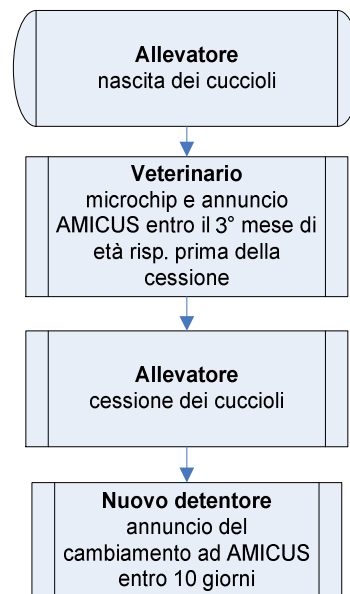 Allevatore
nascita dei cuccioli
Veterinario
microchip e annuncio
AMICUS entro il 3° mese di
età risp. prima della
cessione
Allevatore
cessione dei cuccioli
Nuovo detentore
annuncio del
cambiamento ad AMICUS
entro 10 giorni